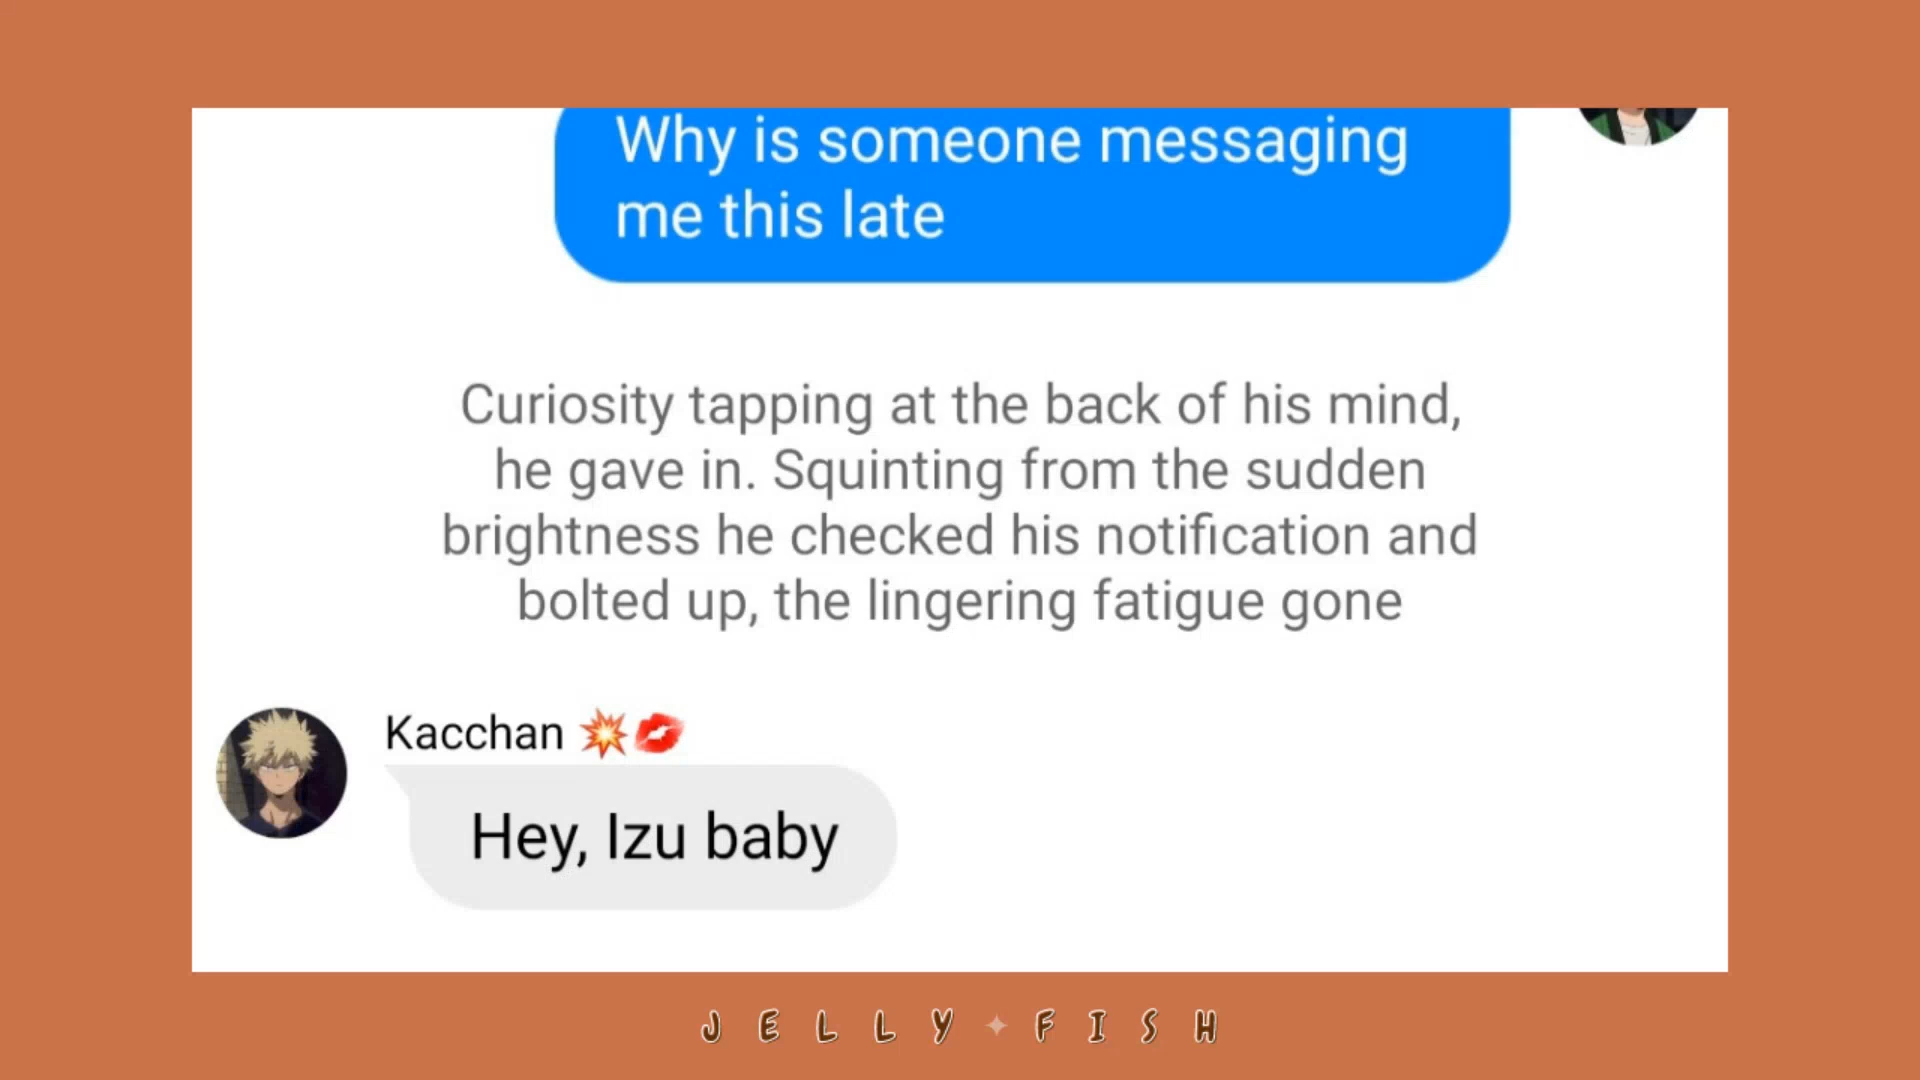 Why is someone messaging
me this late
Curiosity tapping at the back of his mind,
he gave in. Squinting from the sudden
brightness he checked his notification and
bolted up, the lingering fatigue gone
Kacchan 💥💋
Hey, Izu baby
JELLY✦FISH